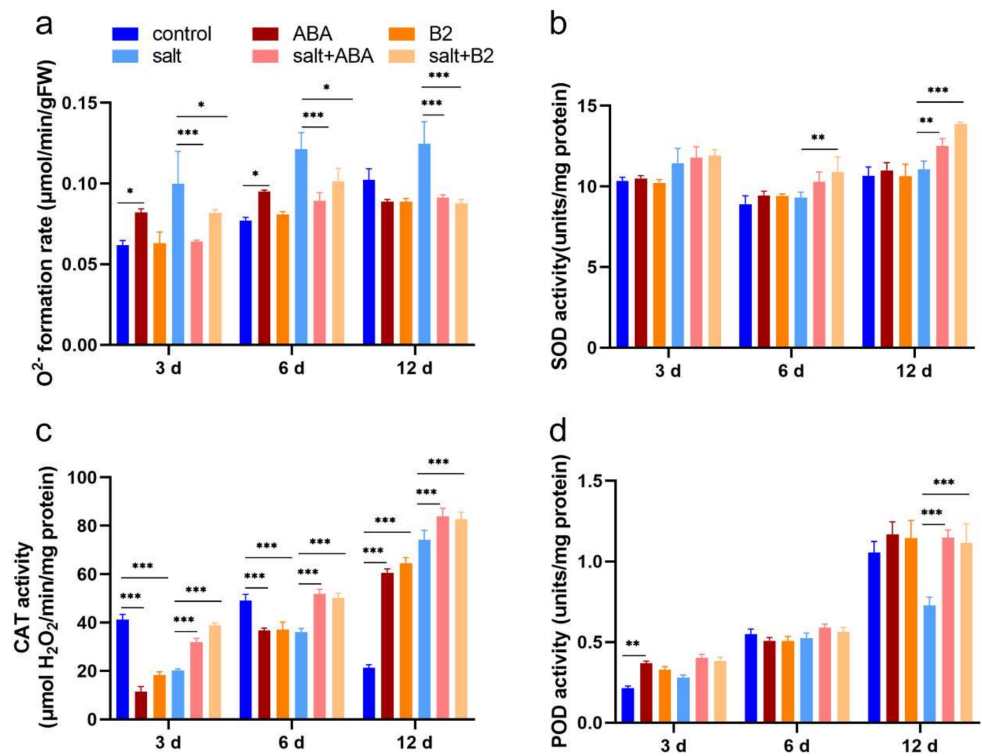 a
control ABA B2
salt salt+ABA salt+B2
O²⁻ formation rate (μmol/min/gFW)
0.15
0.10
0.05
0.00
* *** *
* *** *
*** ***
3 d 6 d 12 d
b
SOD activity(units/mg protein)
15
10
5
0
**
** ***
3 d 6 d 12 d
c
CAT activity
(μmol H₂O₂/min/mg protein)
100
80
60
40
20
0
*** *** *** ***
*** *** *** ***
*** *** *** ***
3 d 6 d 12 d
d
POD activity (units/mg protein)
1.5
1.0
0.5
0.0
**
*** ***
3 d 6 d 12 d